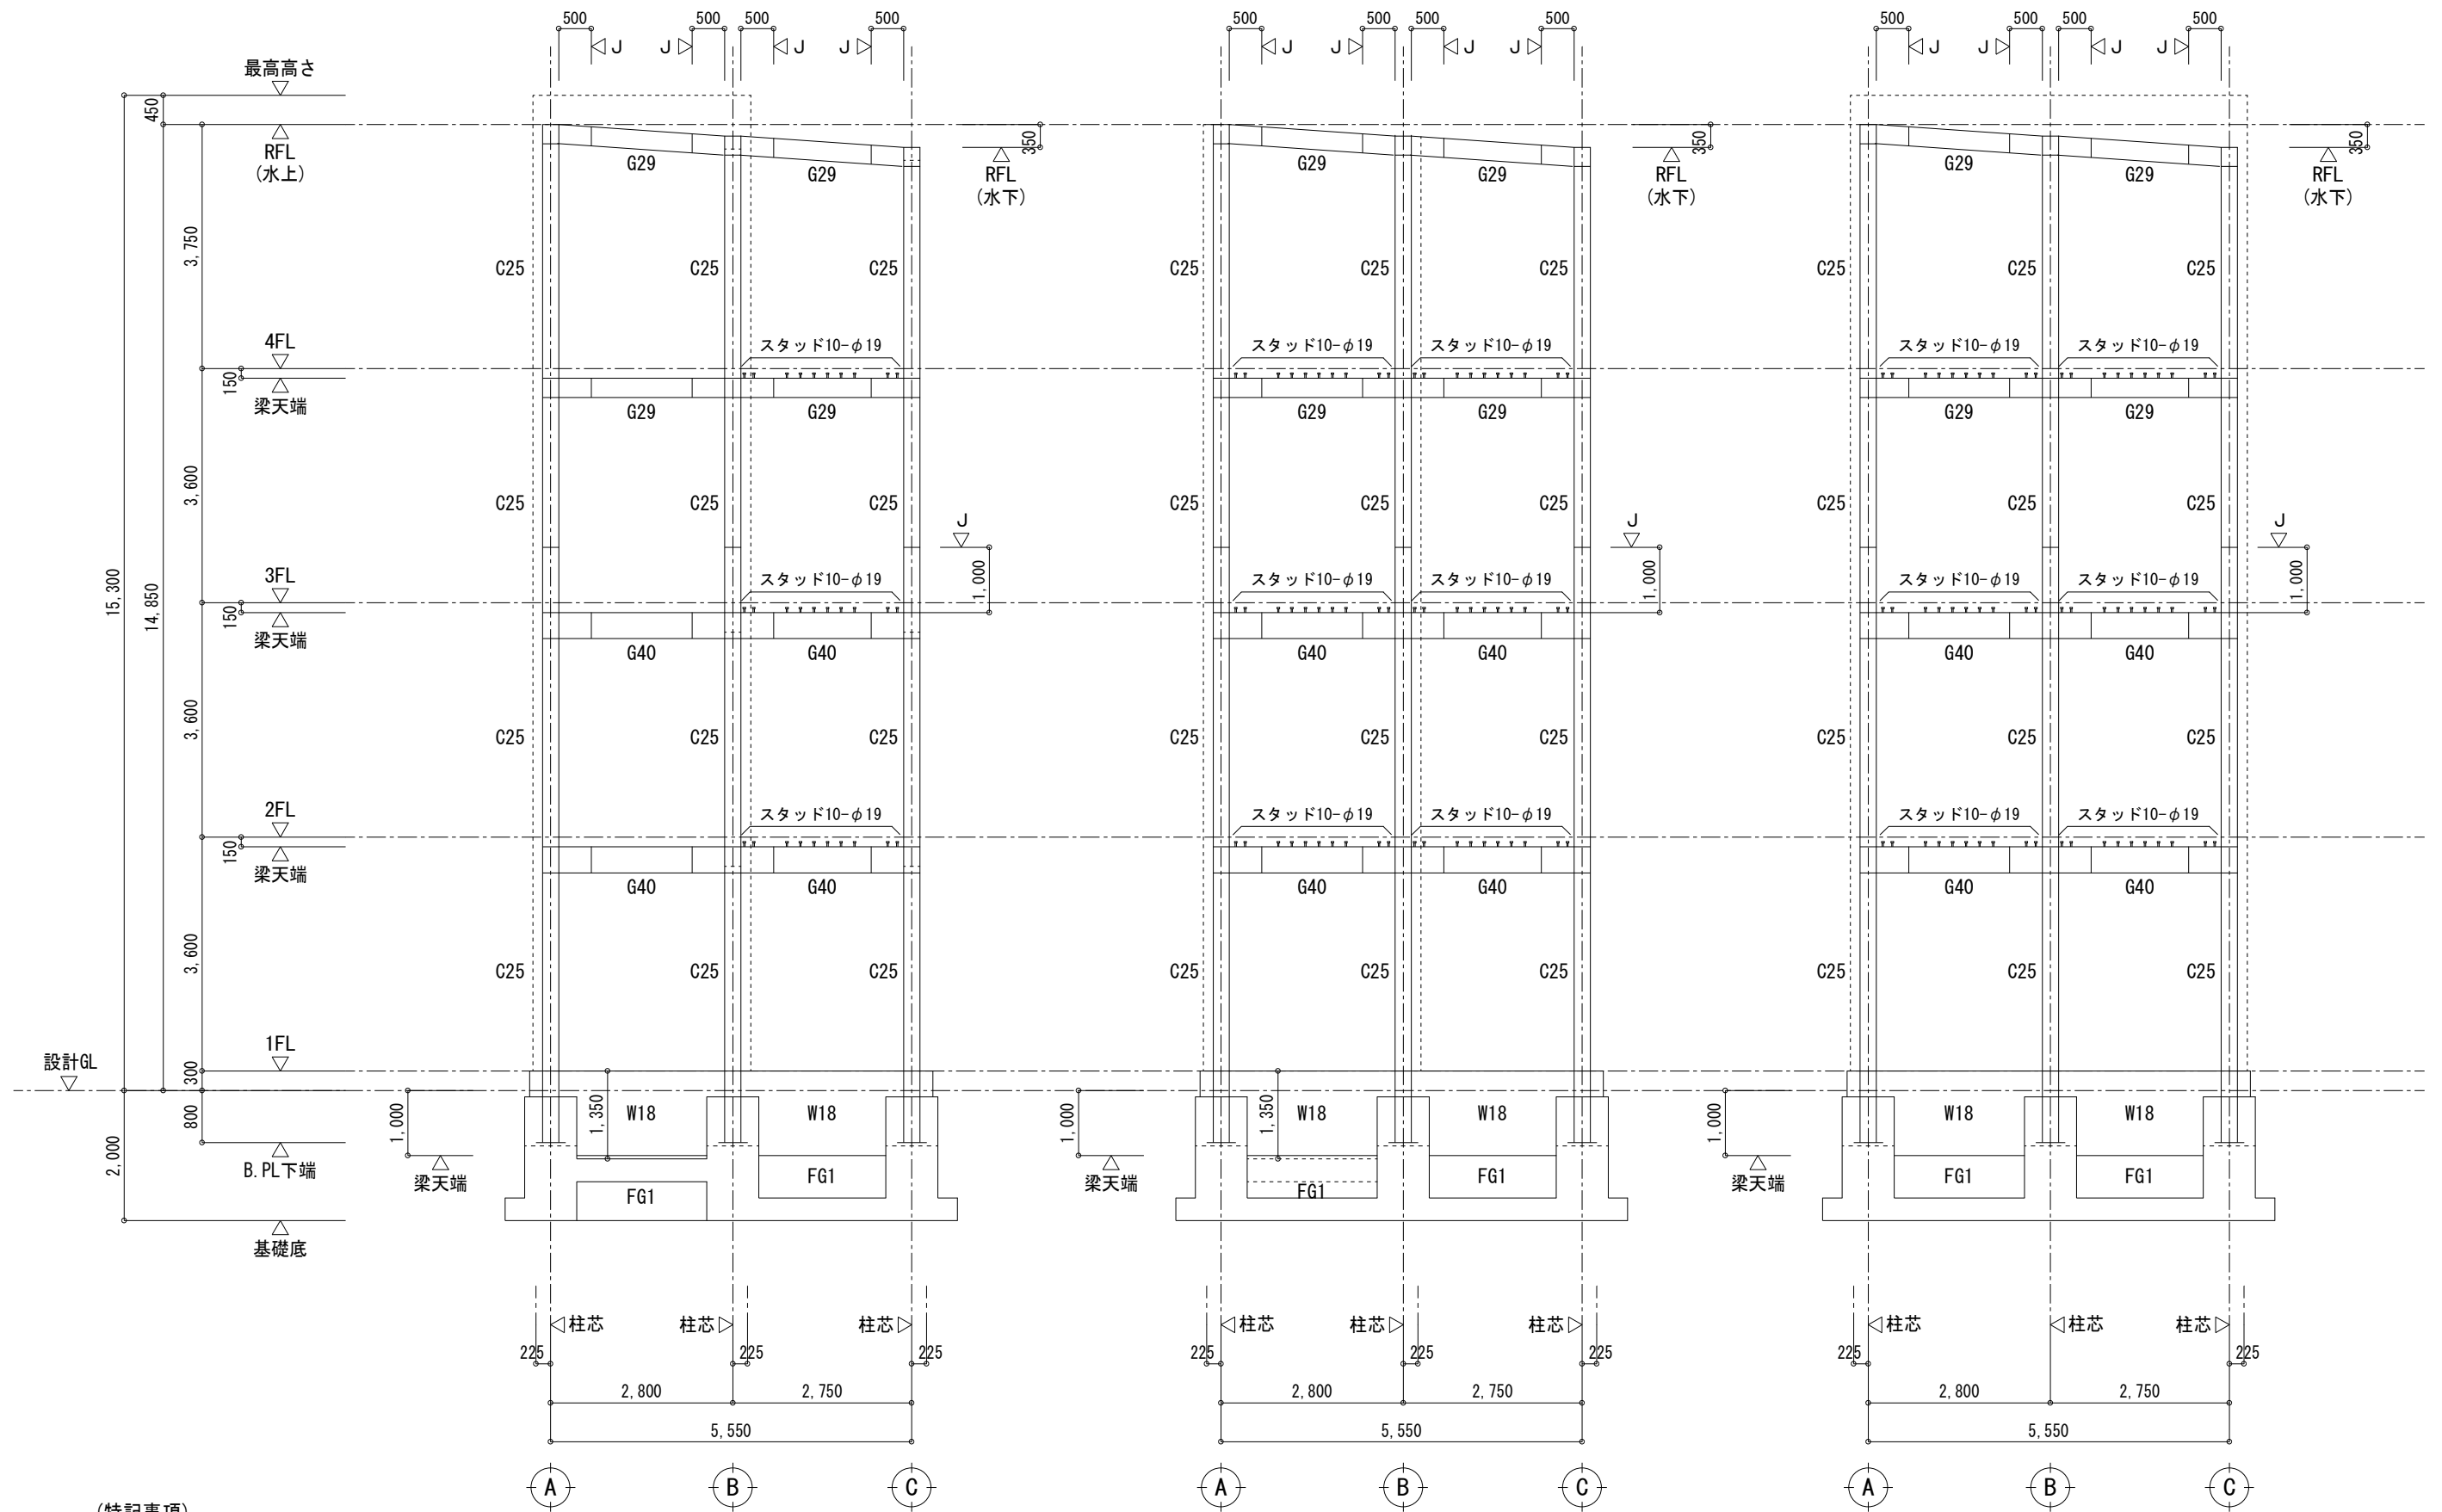 500 500 500 500 500 500 500 500 500 500 500 500
J J J J J J J J J J J J
最高高さ
450
RFL
(水上)
G29 G29 G29 G29 G29 G29
350 350 350
RFL
(水下)
RFL
(水下)
RFL
(水下)
3,750
C25 C25 C25 C25 C25 C25 C25 C25 C25
4FL
スタッド10-φ19 スタッド10-φ19 スタッド10-φ19 スタッド10-φ19 スタッド10-φ19
150
梁天端
G29 G29 G29 G29 G29 G29
3,600
C25 C25 C25 C25 C25 C25 C25 C25 C25
J J J
1,000 1,000 1,000
15,300
14,850
3FL
スタッド10-φ19 スタッド10-φ19 スタッド10-φ19 スタッド10-φ19 スタッド10-φ19
150
梁天端
G40 G40 G40 G40 G40 G40
3,600
C25 C25 C25 C25 C25 C25 C25 C25 C25
2FL
スタッド10-φ19 スタッド10-φ19 スタッド10-φ19 スタッド10-φ19 スタッド10-φ19
150
梁天端
G40 G40 G40 G40 G40 G40
3,600
C25 C25 C25 C25 C25 C25 C25 C25 C25
1FL
設計GL
300
800
2,000
1,000 1,350 W18 W18 1,000 1,350 W18 W18 1,000 W18 W18
B.PL下端
梁天端 梁天端 梁天端
FG1 FG1 FG1 FG1 FG1 FG1
基礎底
柱芯 柱芯 柱芯 柱芯 柱芯 柱芯 柱芯 柱芯 柱芯
225 225 225 225 225 225 225 225
2,800 2,750 2,800 2,750 2,800 2,750
5,550 5,550 5,550
A B C A B C A B C
(特記事項)